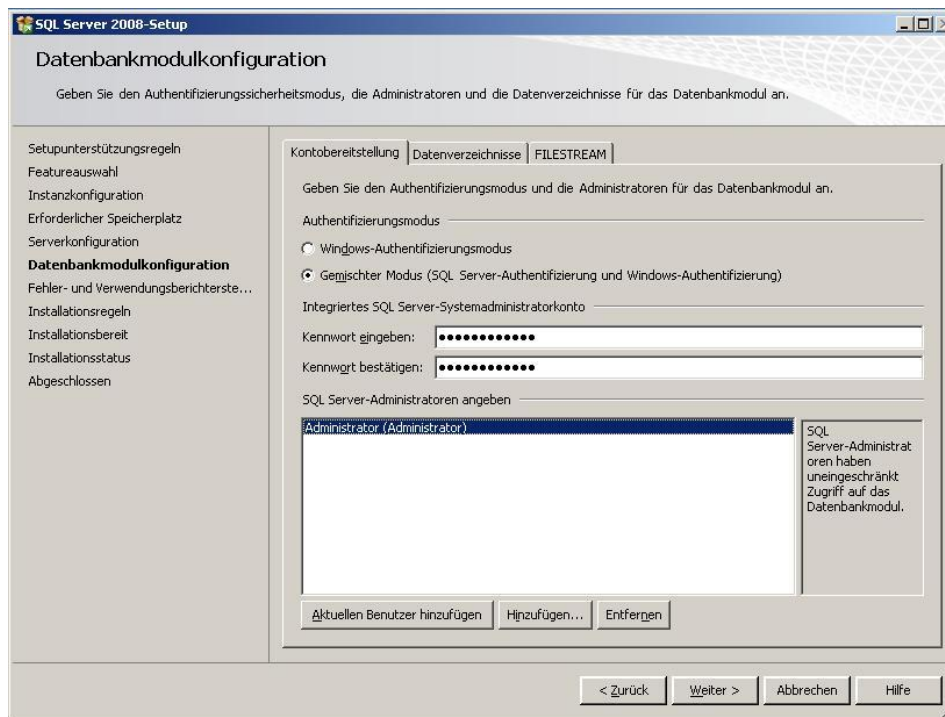 SQL Server 2008-Setup
Datenbankmodulkonfiguration
Geben Sie den Authentifizierungssicherheitsmodus, die Administratoren und die Datenverzeichnisse für das Datenbankmodul an.
Setupunterstützungsregeln
Featureauswahl
Instanzkonfiguration
Erforderlicher Speicherplatz
Serverkonfiguration
Datenbankmodulkonfiguration
Fehler- und Verwendungsberichterste...
Installationsregeln
Installationsbereit
Installationsstatus
Abgeschlossen
Kontobereitstellung
Datenverzeichnisse
FILESTREAM
Geben Sie den Authentifizierungsmodus und die Administratoren für das Datenbankmodul an.
Authentifizierungsmodus
Windows-Authentifizierungsmodus
Gemischter Modus (SQL Server-Authentifizierung und Windows-Authentifizierung)
Integriertes SQL Server-Systemadministratorkonto
Kennwort eingeben: ●●●●●●●●●●●●
Kennwort bestätigen: ●●●●●●●●●●●●
SQL Server-Administratoren angeben
Administrator (Administrator)
SQL
Server-Administrat
oren haben
uneingeschränkt
Zugriff auf das
Datenbankmodul.
Aktuellen Benutzer hinzufügen
Hinzufügen...
Entfernen
< Zurück
Weiter >
Abbrechen
Hilfe